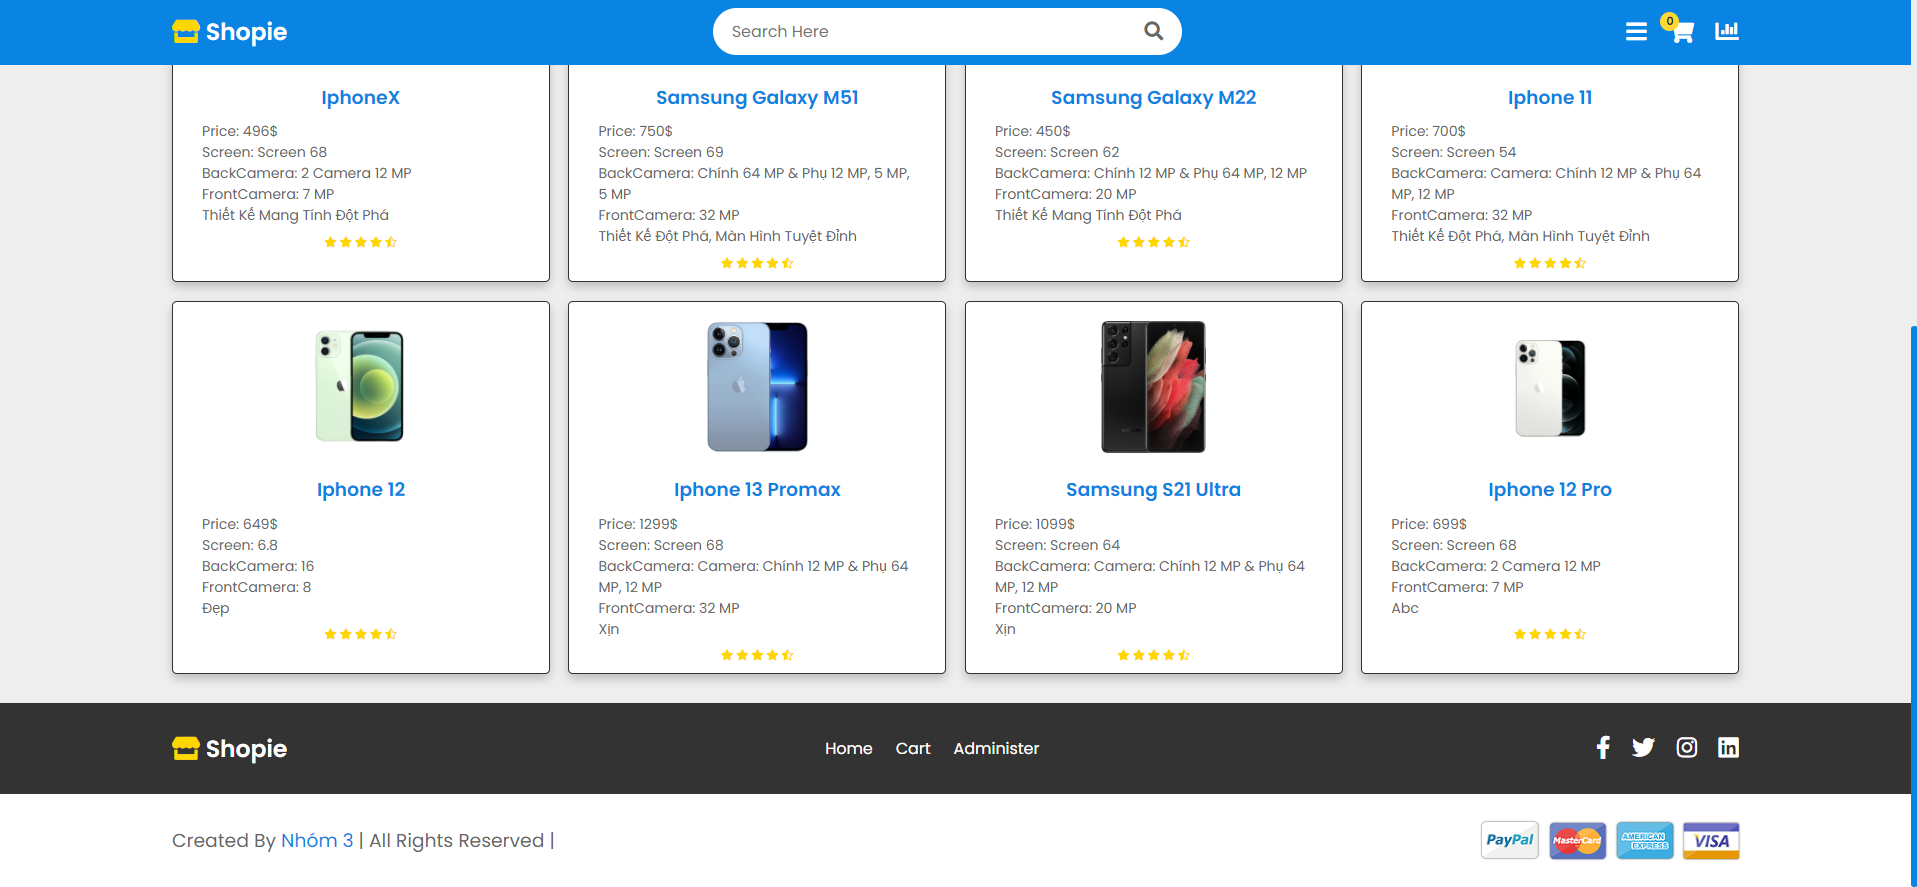 Shopie
Search Here
0
IphoneX
Price: 496$
Screen: Screen 68
BackCamera: 2 Camera 12 MP
FrontCamera: 7 MP
Thiết Kế Mang Tính Đột Phá
Samsung Galaxy M51
Price: 750$
Screen: Screen 69
BackCamera: Chính 64 MP & Phụ 12 MP, 5 MP,
5 MP
FrontCamera: 32 MP
Thiết Kế Đột Phá, Màn Hình Tuyệt Đỉnh
Samsung Galaxy M22
Price: 450$
Screen: Screen 62
BackCamera: Chính 12 MP & Phụ 64 MP, 12 MP
FrontCamera: 20 MP
Thiết Kế Mang Tính Đột Phá
Iphone 11
Price: 700$
Screen: Screen 54
BackCamera: Camera: Chính 12 MP & Phụ 64
MP, 12 MP
FrontCamera: 32 MP
Thiết Kế Đột Phá, Màn Hình Tuyệt Đỉnh
Iphone 12
Price: 649$
Screen: 6.8
BackCamera: 16
FrontCamera: 8
Đẹp
Iphone 13 Promax
Price: 1299$
Screen: Screen 68
BackCamera: Camera: Chính 12 MP & Phụ 64
MP, 12 MP
FrontCamera: 32 MP
Xịn
Samsung S21 Ultra
Price: 1099$
Screen: Screen 64
BackCamera: Camera: Chính 12 MP & Phụ 64
MP, 12 MP
FrontCamera: 20 MP
Xịn
Iphone 12 Pro
Price: 699$
Screen: Screen 68
BackCamera: 2 Camera 12 MP
FrontCamera: 7 MP
Abc
Shopie
Home Cart Administer
Created By Nhóm 3 | All Rights Reserved |
PayPal
MasterCard
AMERICAN
EXPRESS
VISA